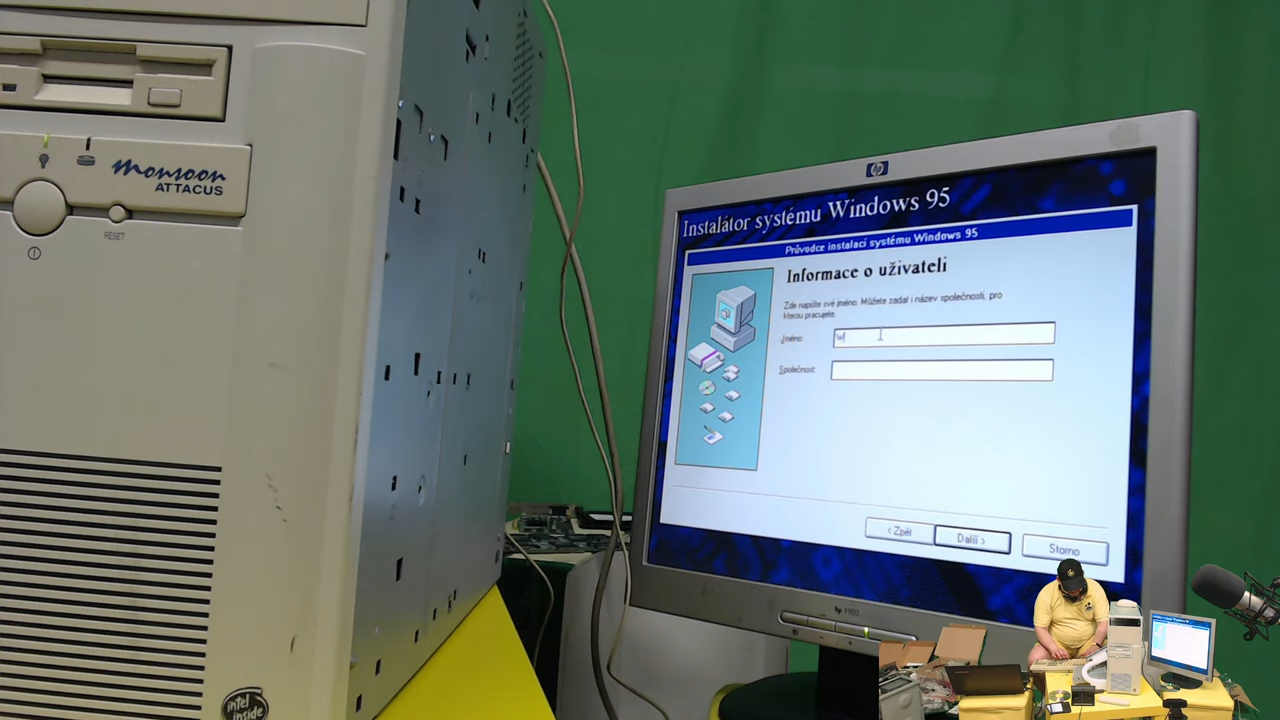 monsoon
ATTACUS
RESET
intel
inside
hp
Instalátor systému Windows 95
Průvodce instalací systému Windows 95
Informace o uživateli
Zde napište své jméno. Můžete zadat i název společnosti, pro
kterou pracujete.
Jméno:
w
Společnost:
< Zpět
Další >
Storno
hp